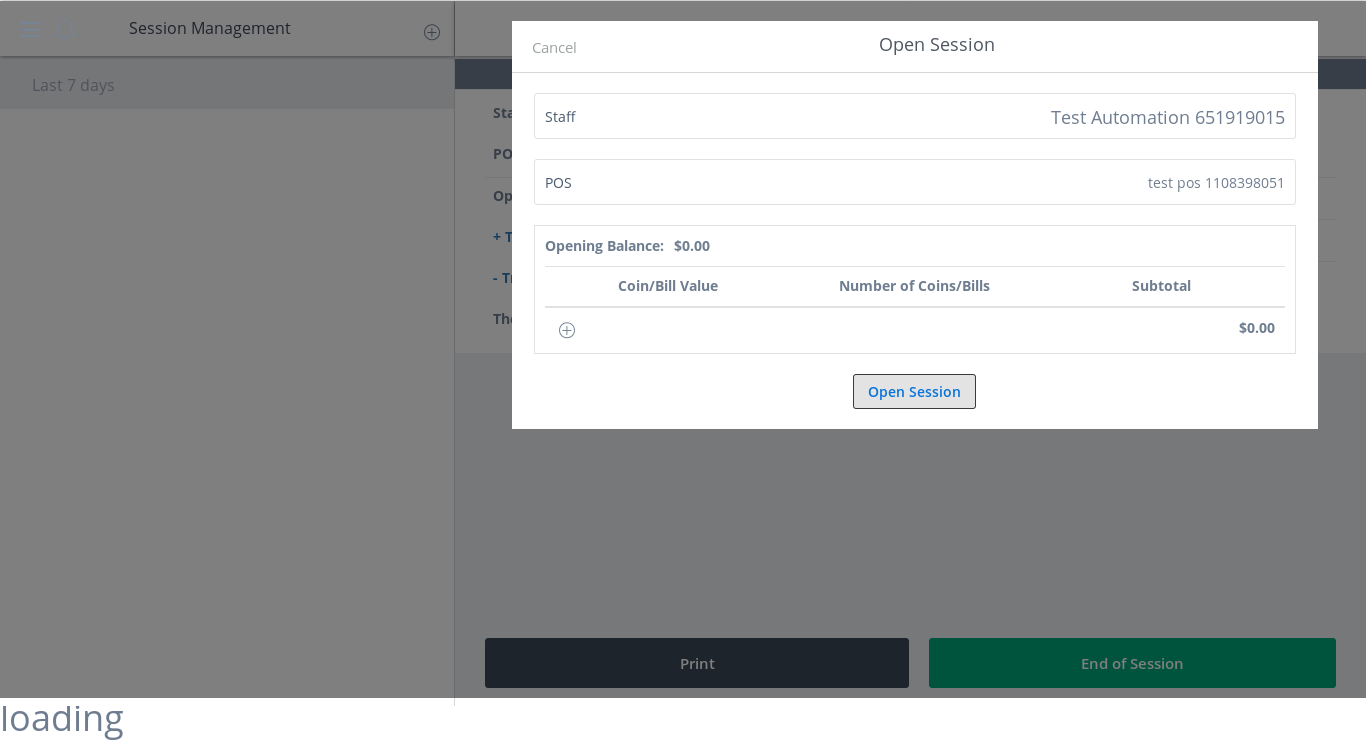 Session Management
Last 7 days
Sta
PO
Op
+ T
- Tr
The
Cancel
Open Session
Staff
Test Automation 651919015
POS
test pos 1108398051
Opening Balance: $0.00
Coin/Bill Value Number of Coins/Bills Subtotal
$0.00
Open Session
Print
End of Session
loading